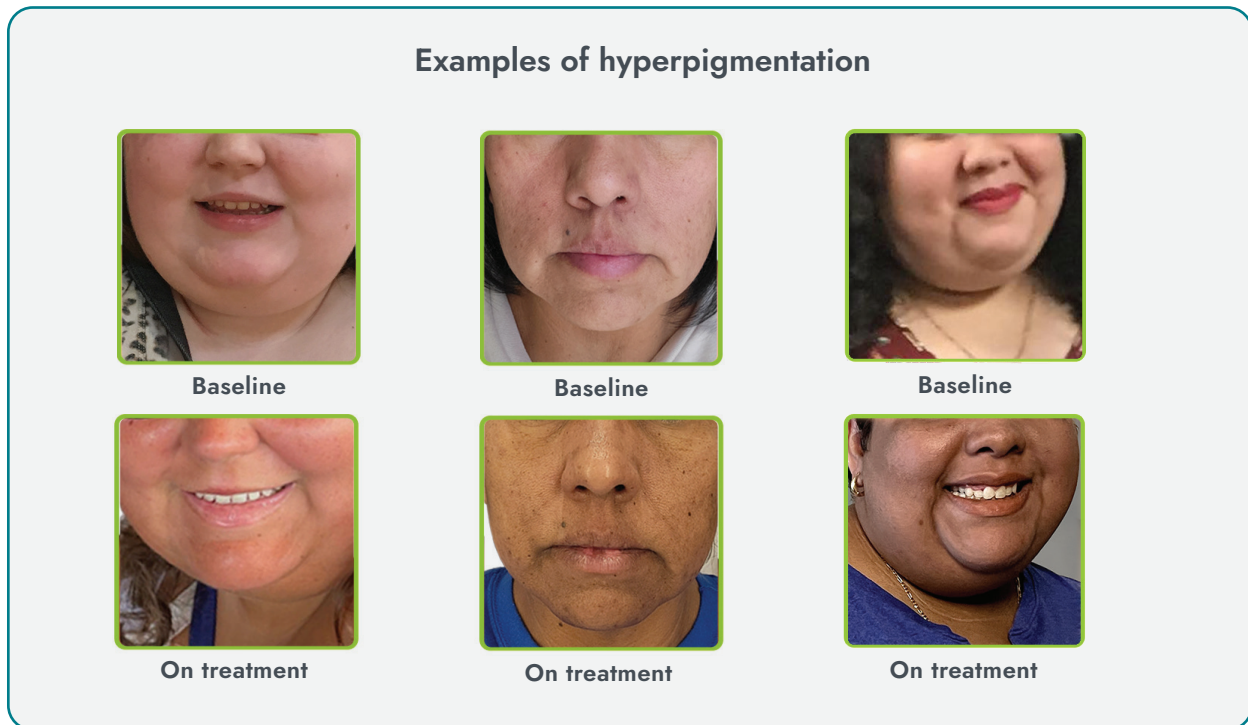 Examples of hyperpigmentation
Baseline
Baseline
Baseline
On treatment
On treatment
On treatment